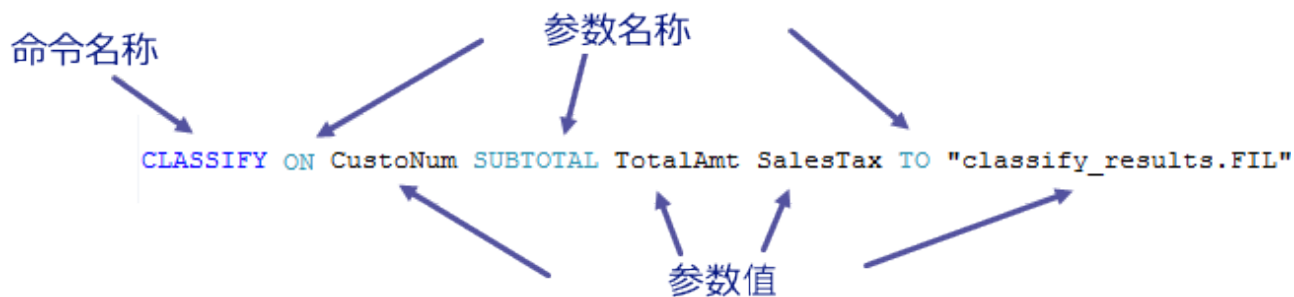 参数名称
命令名称
CLASSIFY ON CustoNum SUBTOTAL TotalAmt SalesTax TO "classify_results.FIL"
参数值